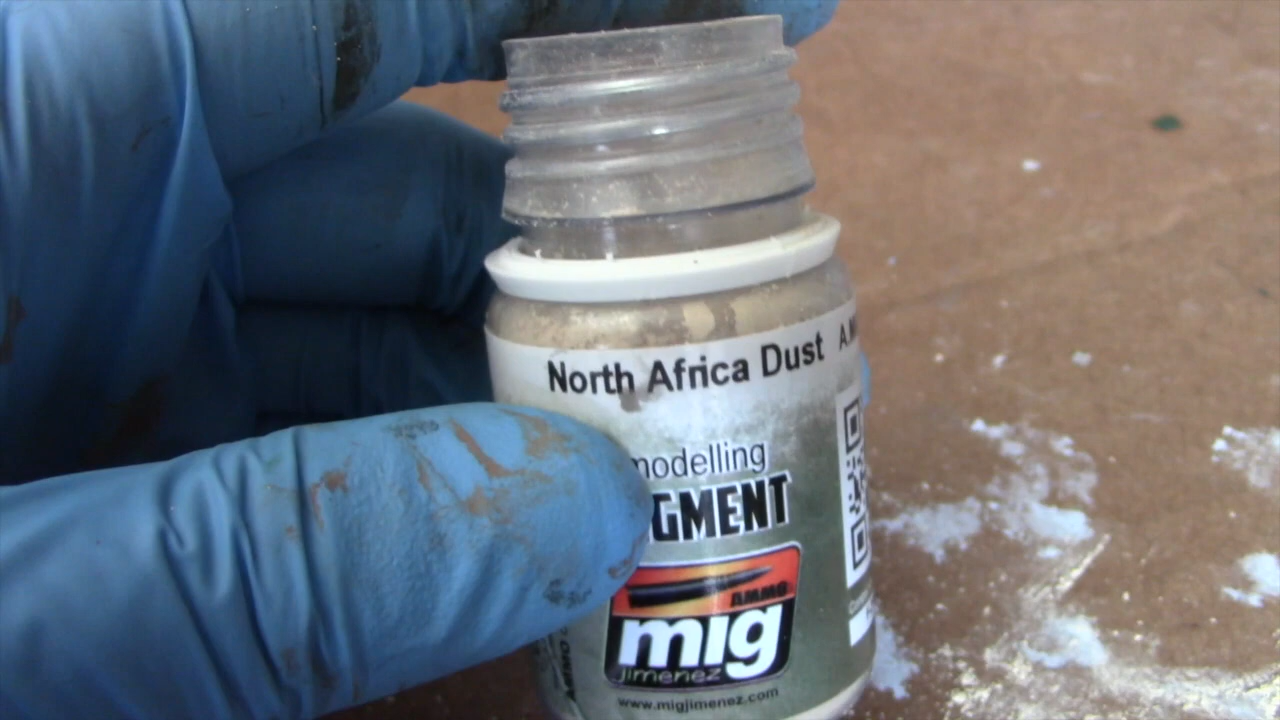 North Africa Dust
modelling
GMENT
AMMO
mig
jimenez
www.migjimenez.com